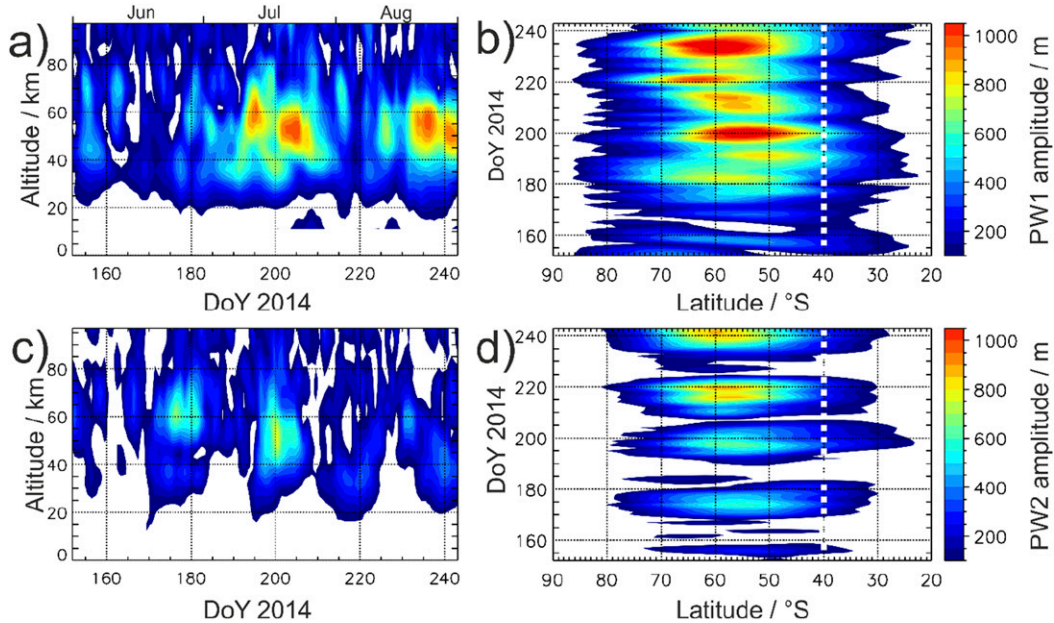 Jun Jul Aug
a)
80
60
40
20
0
Altitude / km
160 180 200 220 240
DoY 2014
b)
240
220
200
180
160
DoY 2014
90 80 70 60 50 40 30 20
Latitude / °S
1000
800
600
400
200
PW1 amplitude / m
c)
80
60
40
20
0
Altitude / km
160 180 200 220 240
DoY 2014
d)
240
220
200
180
160
DoY 2014
90 80 70 60 50 40 30 20
Latitude / °S
1000
800
600
400
200
PW2 amplitude / m